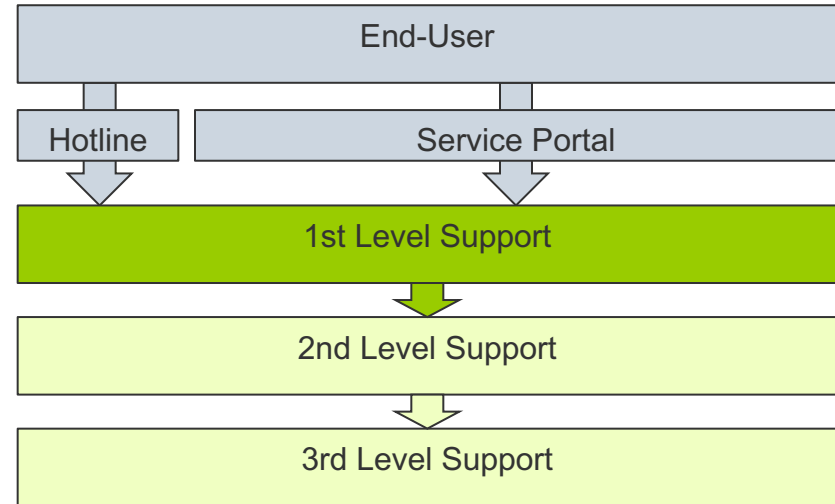 End-User
Hotline
Service Portal
1st Level Support
2nd Level Support
3rd Level Support